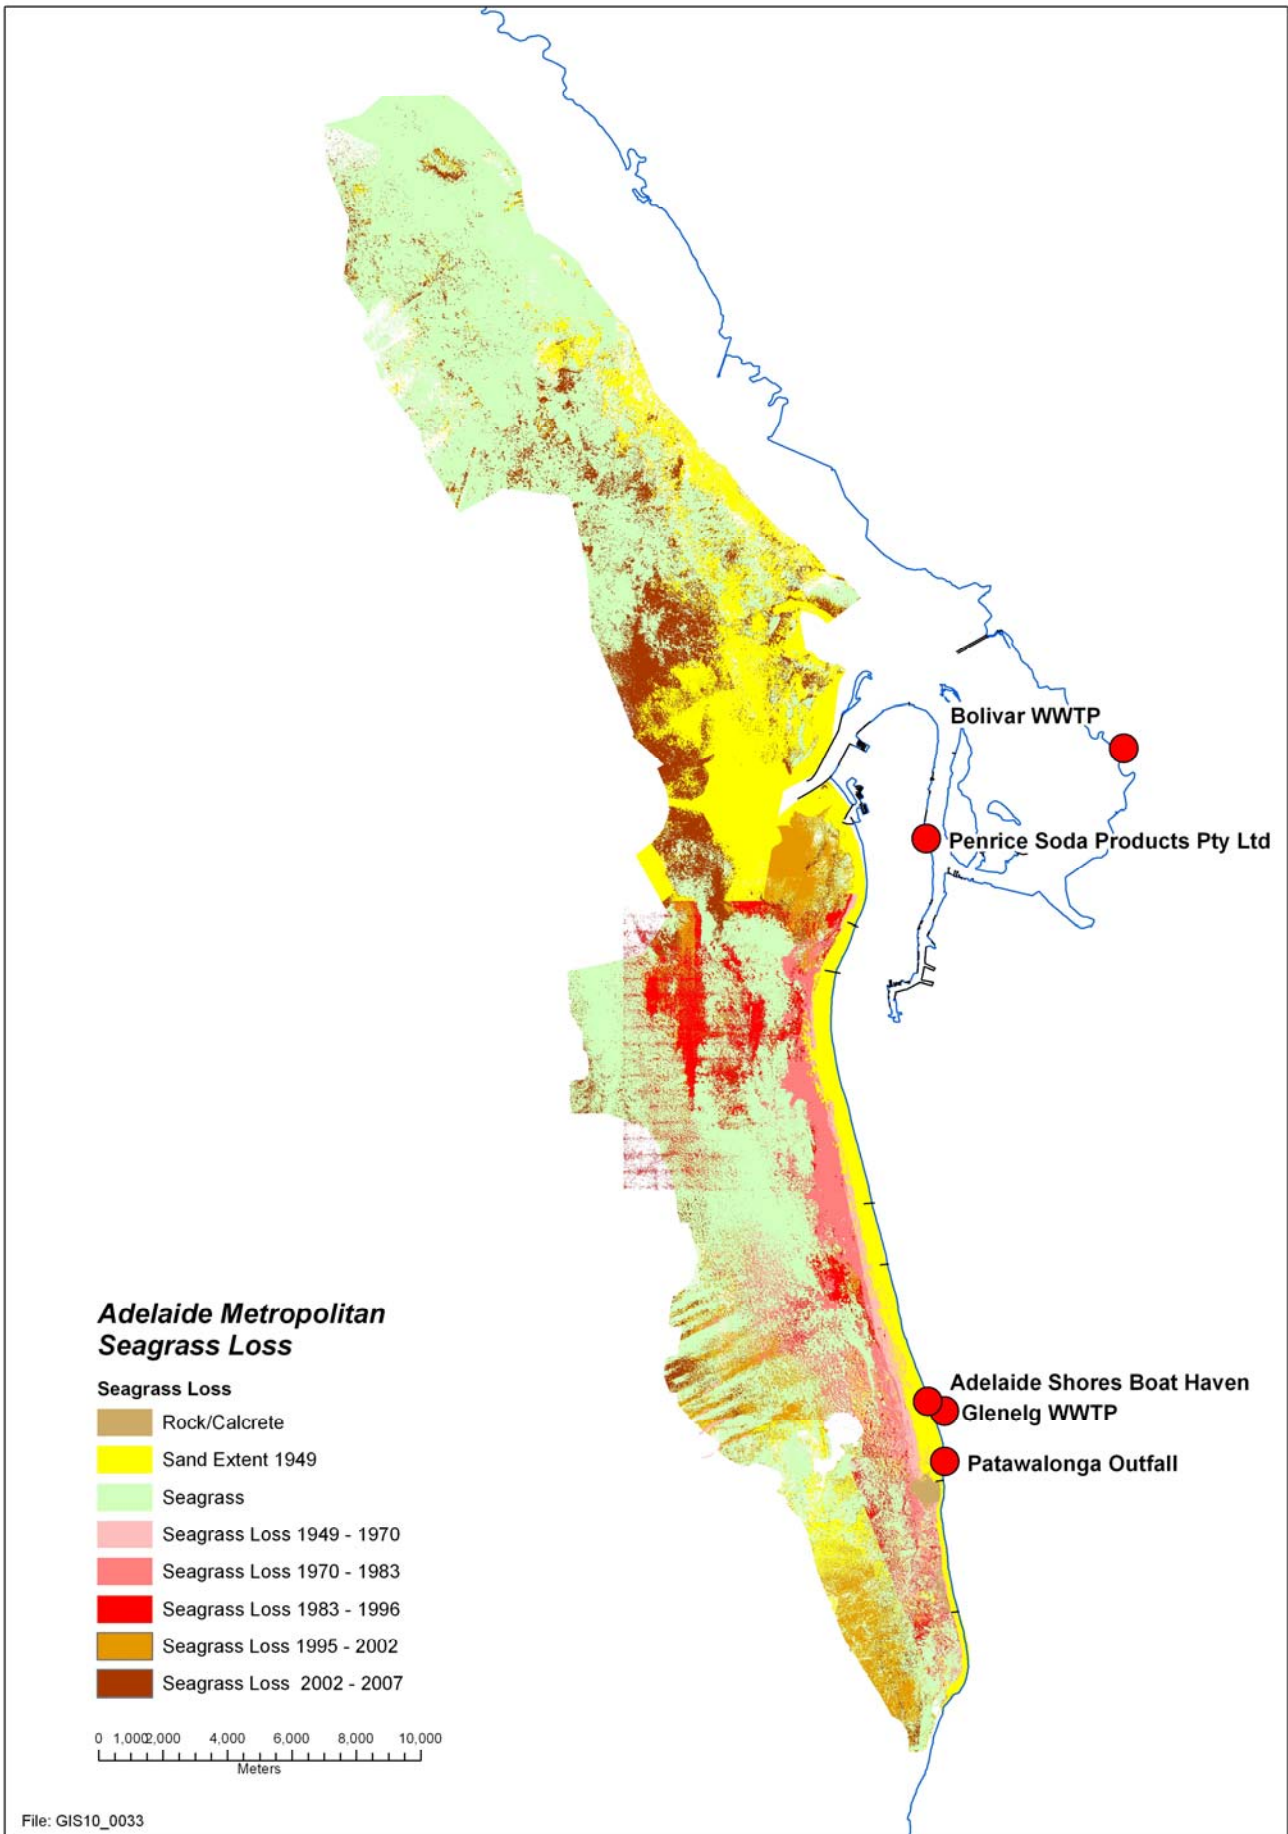 Bolivar WWTP
Penrice Soda Products Pty Ltd
Adelaide Shores Boat Haven
Glenelg WWTP
Patawalonga Outfall
Adelaide Metropolitan
Seagrass Loss
Seagrass Loss
Rock/Calcrete
Sand Extent 1949
Seagrass
Seagrass Loss 1949 - 1970
Seagrass Loss 1970 - 1983
Seagrass Loss 1983 - 1996
Seagrass Loss 1995 - 2002
Seagrass Loss 2002 - 2007
0 1,000 2,000 4,000 6,000 8,000 10,000
Meters
File: GIS10_0033